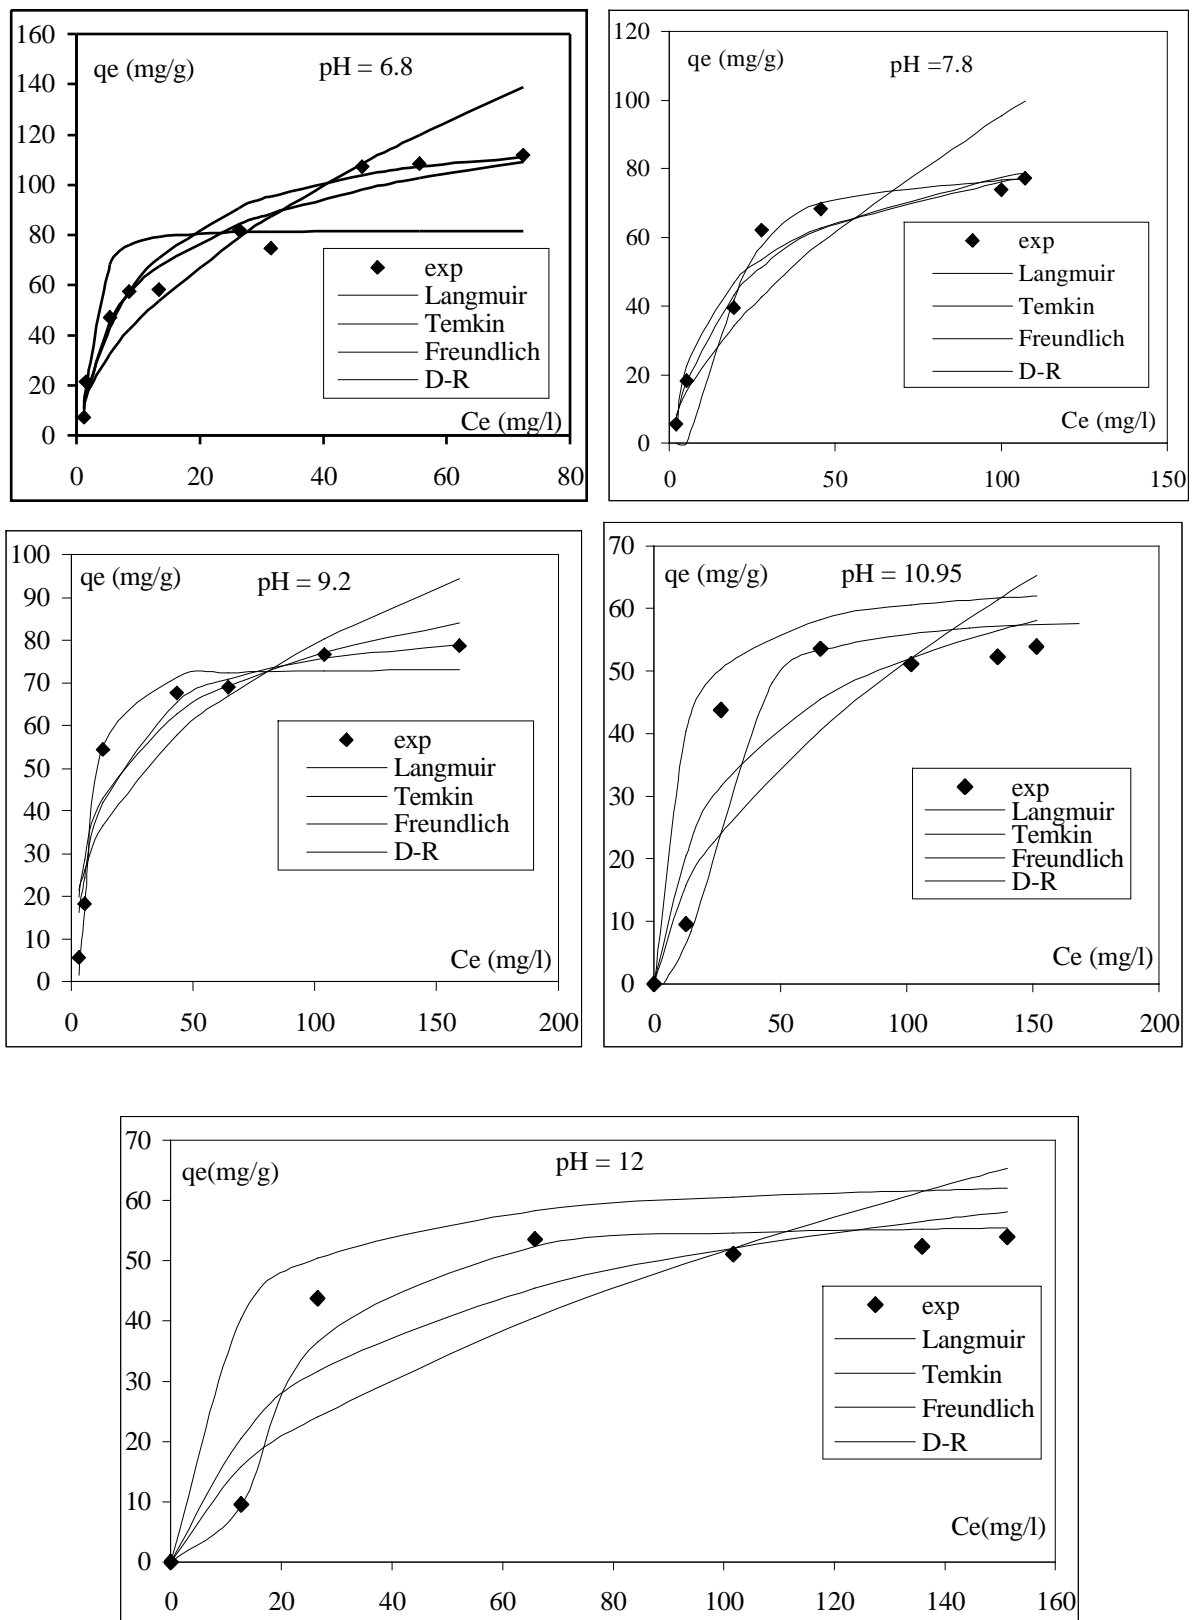 160
140
120
100
80
60
40
20
0
qe (mg/g)
pH = 6.8
exp
Langmuir
Temkin
Freundlich
D-R
Ce (mg/l)
0 20 40 60 80
120
100
80
60
40
20
0
qe (mg/g)
pH =7.8
exp
Langmuir
Temkin
Freundlich
D-R
Ce (mg/l)
0 50 100 150
100
90
80
70
60
50
40
30
20
10
0
qe (mg/g)
pH = 9.2
exp
Langmuir
Temkin
Freundlich
D-R
Ce (mg/l)
0 50 100 150 200
70
60
50
40
30
20
10
0
qe (mg/g)
pH = 10.95
exp
Langmuir
Temkin
Freundlich
D-R
Ce (mg/l)
0 50 100 150 200
70
60
50
40
30
20
10
0
qe(mg/g)
pH = 12
exp
Langmuir
Temkin
Freundlich
D-R
Ce(mg/l)
0 20 40 60 80 100 120 140 160